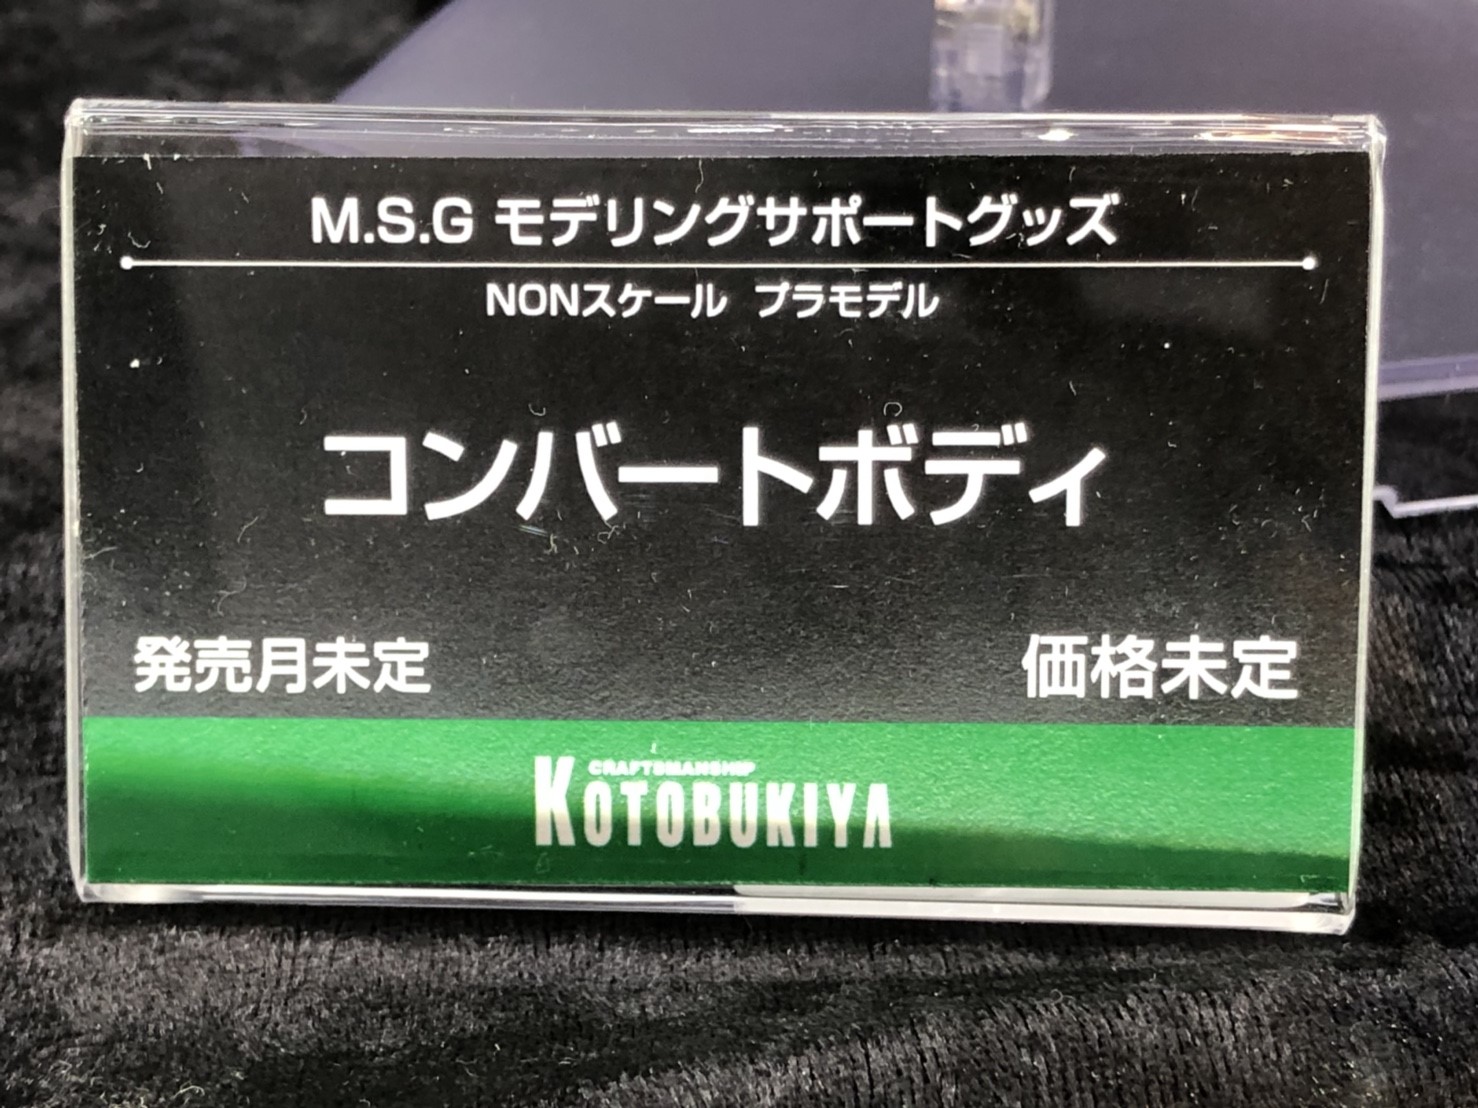 M.S.G モデリングサポートグッズ
NONスケール プラモデル
コンバートボディ
発売月未定
価格未定
CRAFTSMANSHIP
KOTOBUKIYA